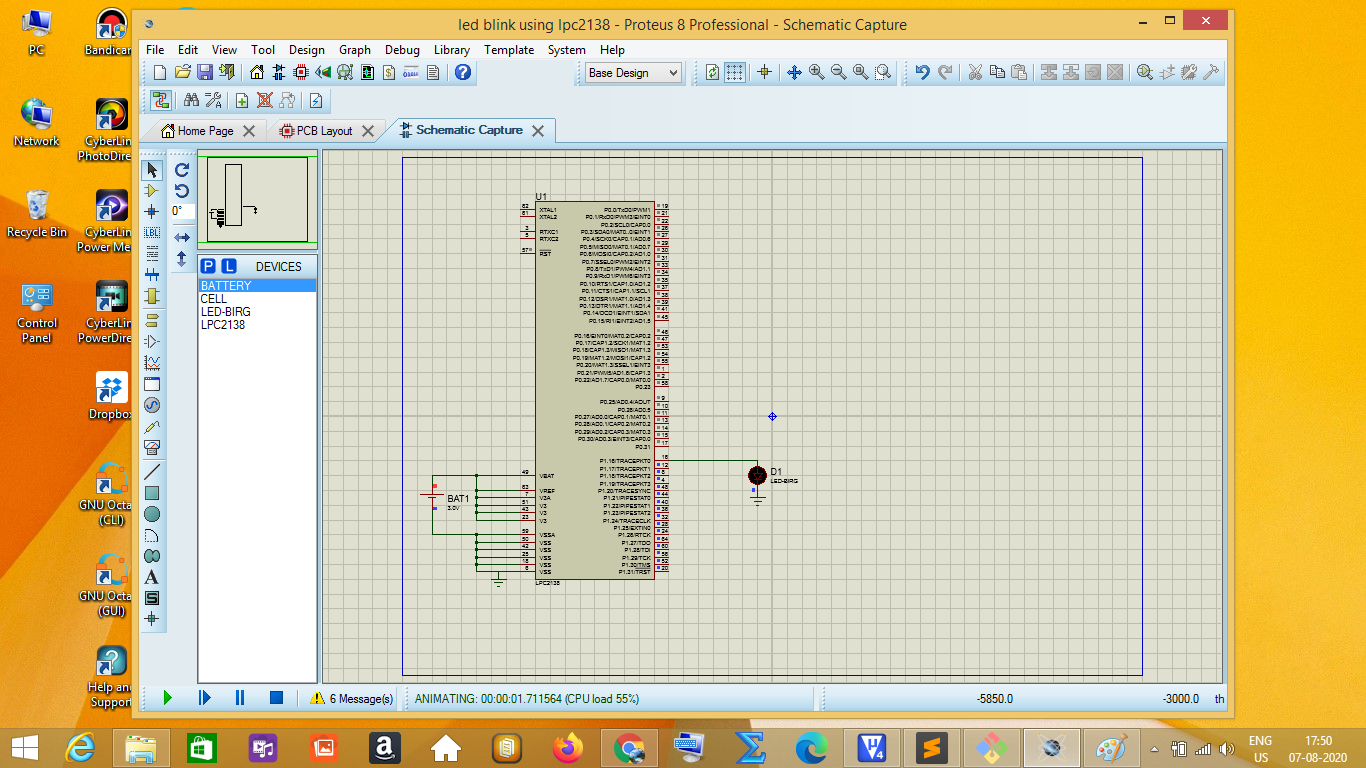 led blink using lpc2138 - Proteus 8 Professional - Schematic Capture
File Edit View Tool Design Graph Debug Library Template System Help
Base Design
Home Page
PCB Layout
Schematic Capture
0°
P L DEVICES
BATTERY
CELL
LED-BIRG
LPC2138
PC
Bandicar
Network
CyberLin
PhotoDire
Recycle Bin
CyberLin
Power Me
Control
Panel
CyberLin
PowerDire
Dropbox
GNU Octa
(CLI)
GNU Octa
(GUI)
Help and
Support
U1
XTAL1
XTAL2
RTXC1
RTXC2
RST
VBAT
VREF
V3A
V3
V3
V3
VSSA
VSS
VSS
VSS
VSS
VSS
P0.0/TxD0/PWM1
P0.1/RxD0/PWM3/EINT0
P0.2/SCL0/CAP0.0
P0.3/SDA0/MAT0.0/EINT1
P0.4/SCK0/CAP0.1/AD0.6
P0.5/MISO0/MAT0.1/AD0.7
P0.6/MOSI0/CAP0.2/AD1.0
P0.7/SSEL0/PWM2/EINT2
P0.8/TxD1/PWM4/AD1.1
P0.9/RxD1/PWM6/EINT3
P0.10/RTS1/CAP1.0/AD1.2
P0.11/CTS1/CAP1.1/SCL1
P0.12/DSR1/MAT1.0/AD1.3
P0.13/DTR1/MAT1.1/AD1.4
P0.14/DCD1/EINT1/SDA1
P0.15/RI1/EINT2/AD1.5
P0.16/EINT0/MAT0.2/CAP0.2
P0.17/CAP1.2/SCK1/MAT1.2
P0.18/CAP1.3/MISO1/MAT1.3
P0.19/MAT1.2/MOSI1/CAP1.2
P0.20/MAT1.3/SSEL1/EINT3
P0.21/PWM5/AD1.6/CAP1.3
P0.22/AD1.7/CAP0.0/MAT0.0
P0.23
P0.25/AD0.4/AOUT
P0.26/AD0.5
P0.27/AD0.0/CAP0.1/MAT0.1
P0.28/AD0.1/CAP0.2/MAT0.2
P0.29/AD0.2/CAP0.3/MAT0.3
P0.30/AD0.3/EINT3/CAP0.0
P0.31
P1.16/TRACEPKT0
P1.17/TRACEPKT1
P1.18/TRACEPKT2
P1.19/TRACEPKT3
P1.20/TRACESYNC
P1.21/PIPESTAT0
P1.22/PIPESTAT1
P1.23/PIPESTAT2
P1.24/TRACECLK
P1.25/EXTIN0
P1.26/RTCK
P1.27/TDO
P1.28/TDI
P1.29/TCK
P1.30/TMS
P1.31/TRST
LPC2138
BAT1
3.0V
D1
LED-BIRG
6 Message(s)
ANIMATING: 00:00:01.711564 (CPU load 55%)
-5850.0
-3000.0
th
ENG
US
17:50
07-08-2020